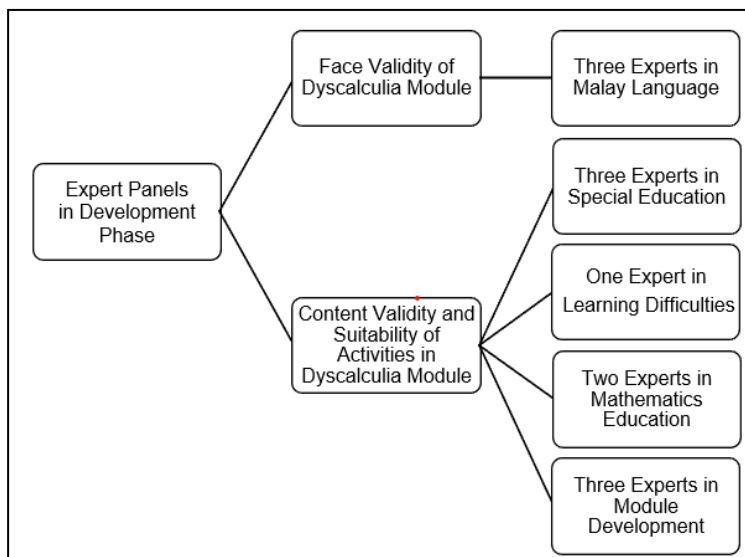 Face Validity of
Dyscalculia Module
Three Experts in
Malay Language
Expert Panels
in Development
Phase
Three Experts in
Special Education
One Expert in
Learning Difficulties
Content Validity and
Suitability of
Activities in
Dyscalculia Module
Two Experts in
Mathematics
Education
Three Experts in
Module
Development